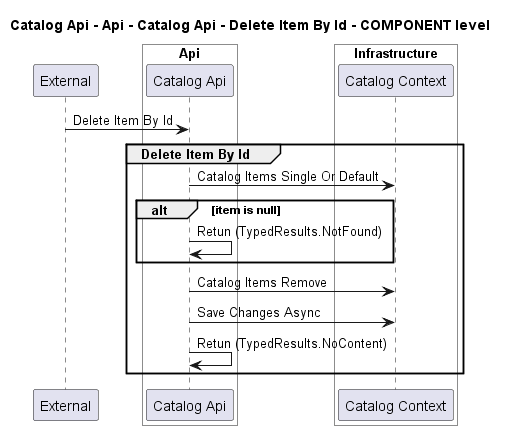 Catalog Api - Api - Catalog Api - Delete Item By Id - COMPONENT level
Api
Infrastructure
External
Catalog Api
Catalog Context
Delete Item By Id
Delete Item By Id
Catalog Items Single Or Default
alt
[item is null]
Retun (TypedResults.NotFound)
Catalog Items Remove
Save Changes Async
Retun (TypedResults.NoContent)
External
Catalog Api
Catalog Context